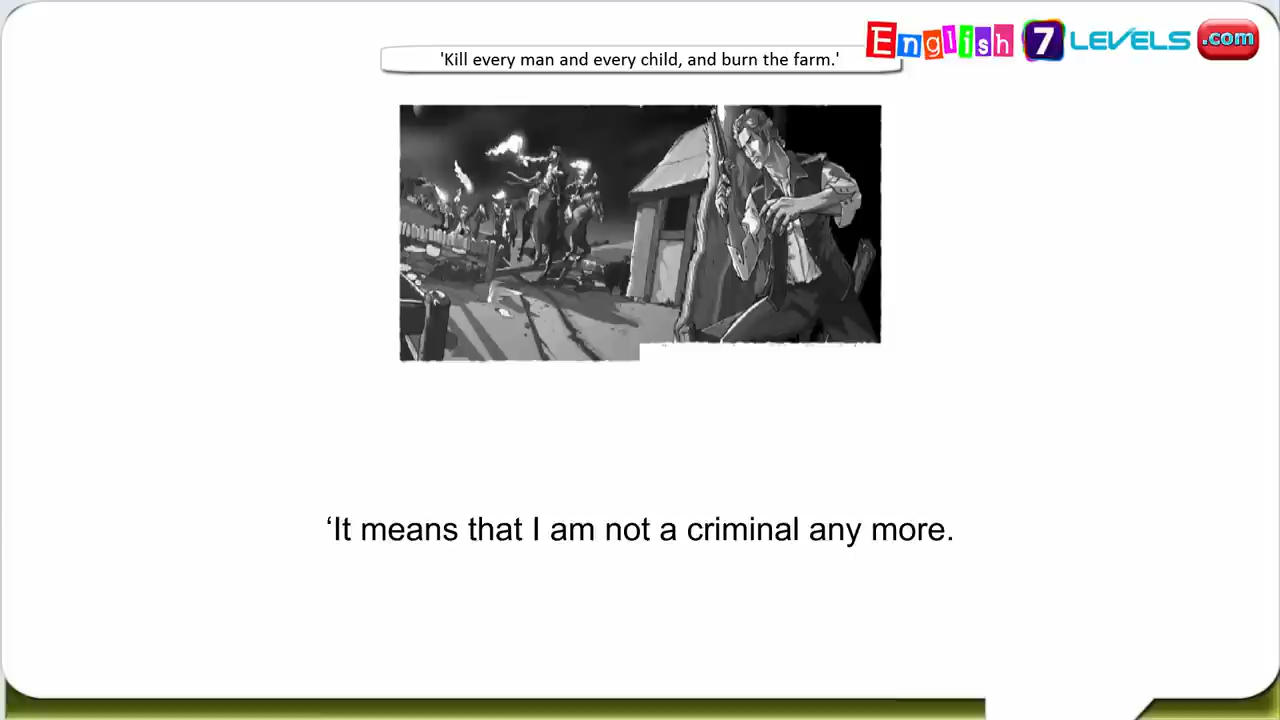 English 7 LEVELS .com
'Kill every man and every child, and burn the farm.'
‘It means that I am not a criminal any more.